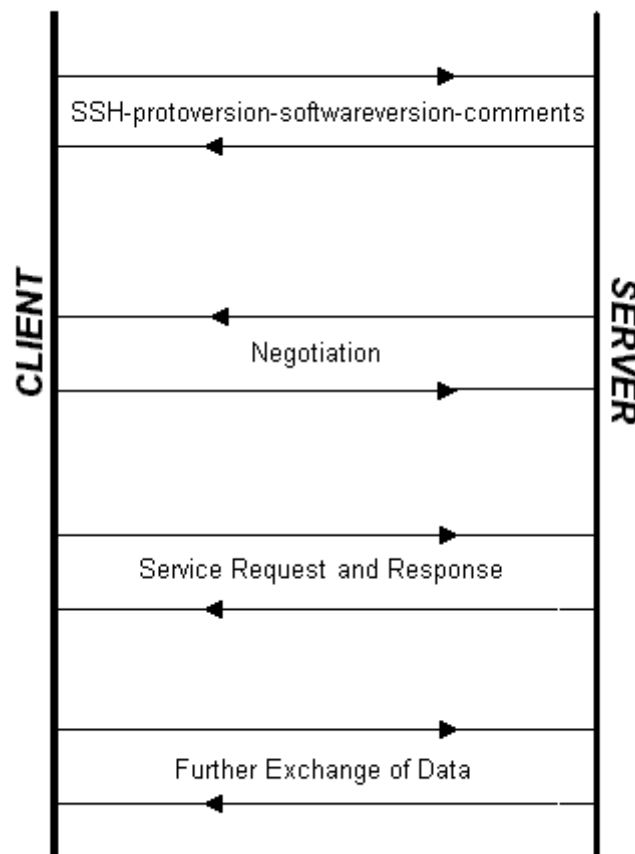 SSH-protoversion-softwareversion-comments
CLIENT
SERVER
Negotiation
Service Request and Response
Further Exchange of Data